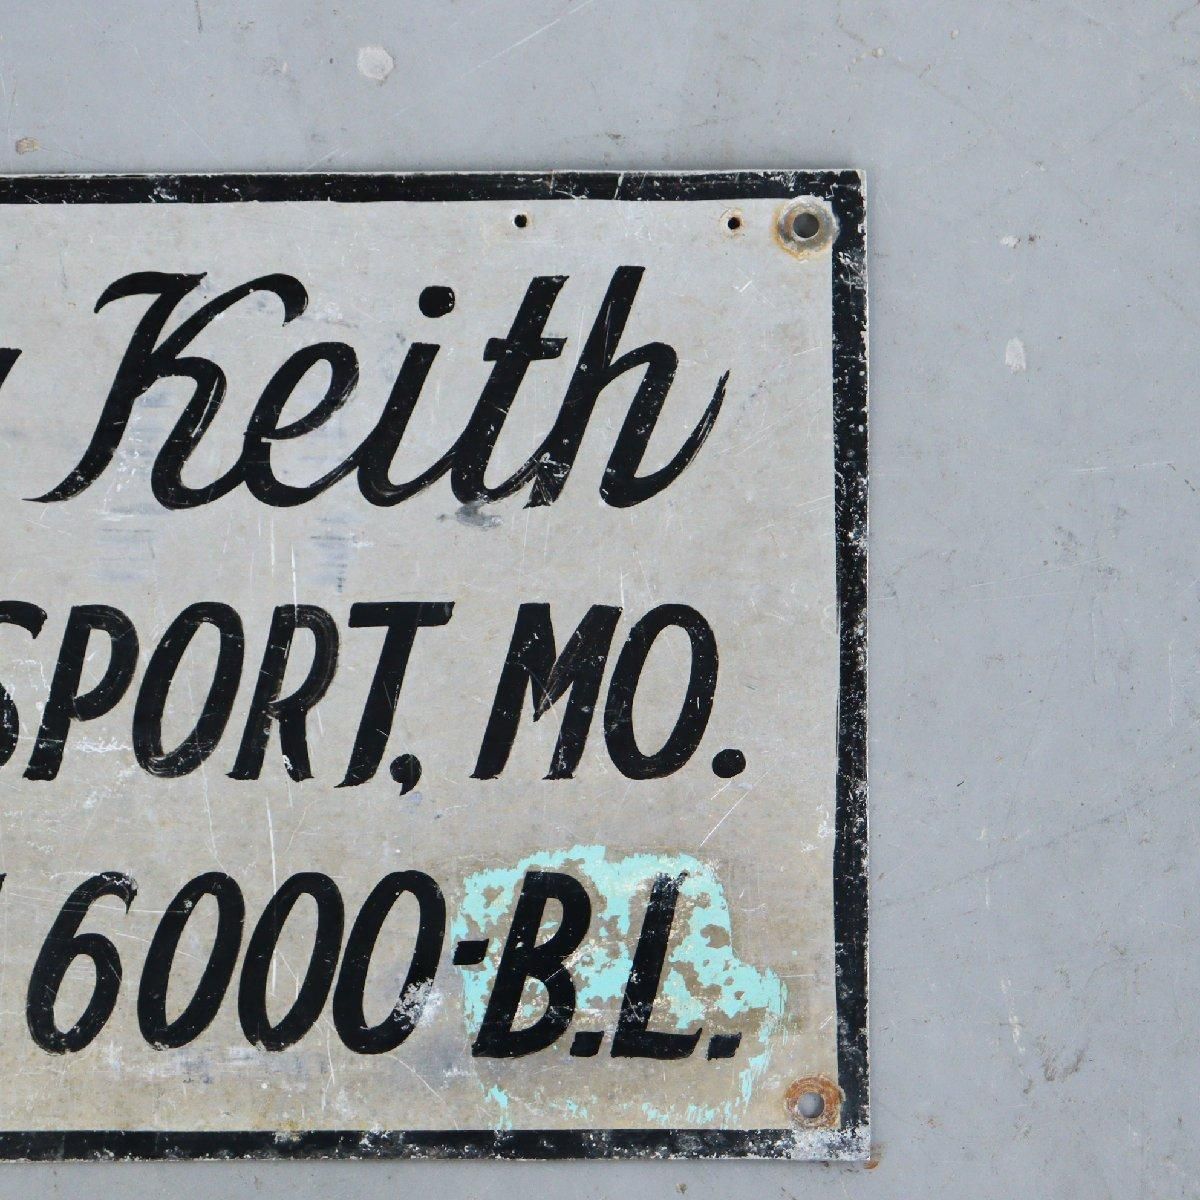 Keith
SPORT, MO.
6000-B.L.